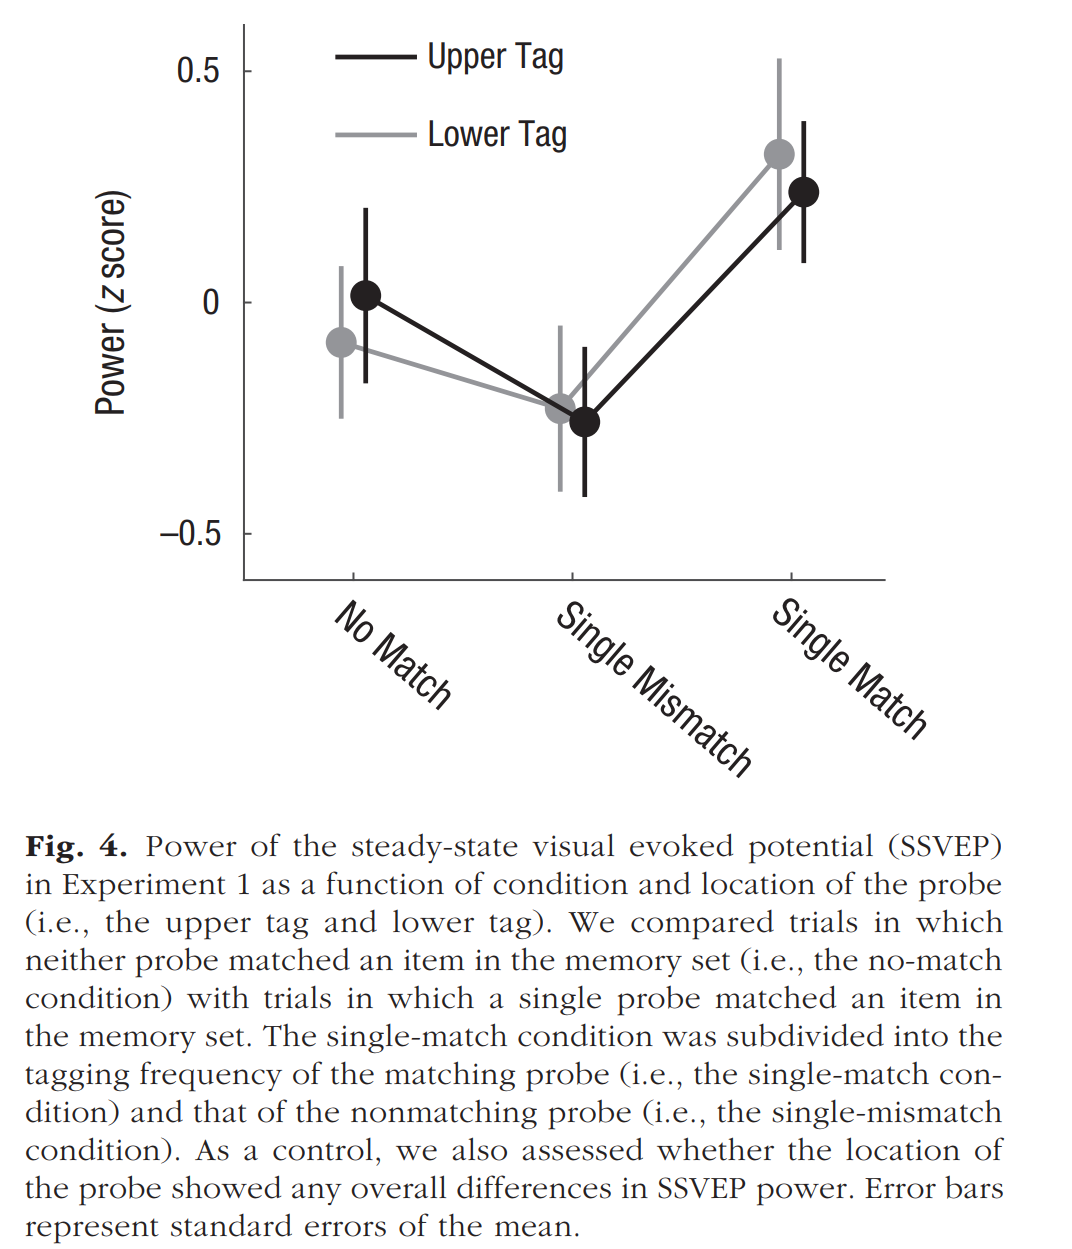 0.5
Upper Tag
Lower Tag
Power (z score)
0
–0.5
No Match
Single Mismatch
Single Match
Fig. 4. Power of the steady-state visual evoked potential (SSVEP)
in Experiment 1 as a function of condition and location of the probe
(i.e., the upper tag and lower tag). We compared trials in which
neither probe matched an item in the memory set (i.e., the no-match
condition) with trials in which a single probe matched an item in
the memory set. The single-match condition was subdivided into the
tagging frequency of the matching probe (i.e., the single-match con-
dition) and that of the nonmatching probe (i.e., the single-mismatch
condition). As a control, we also assessed whether the location of
the probe showed any overall differences in SSVEP power. Error bars
represent standard errors of the mean.